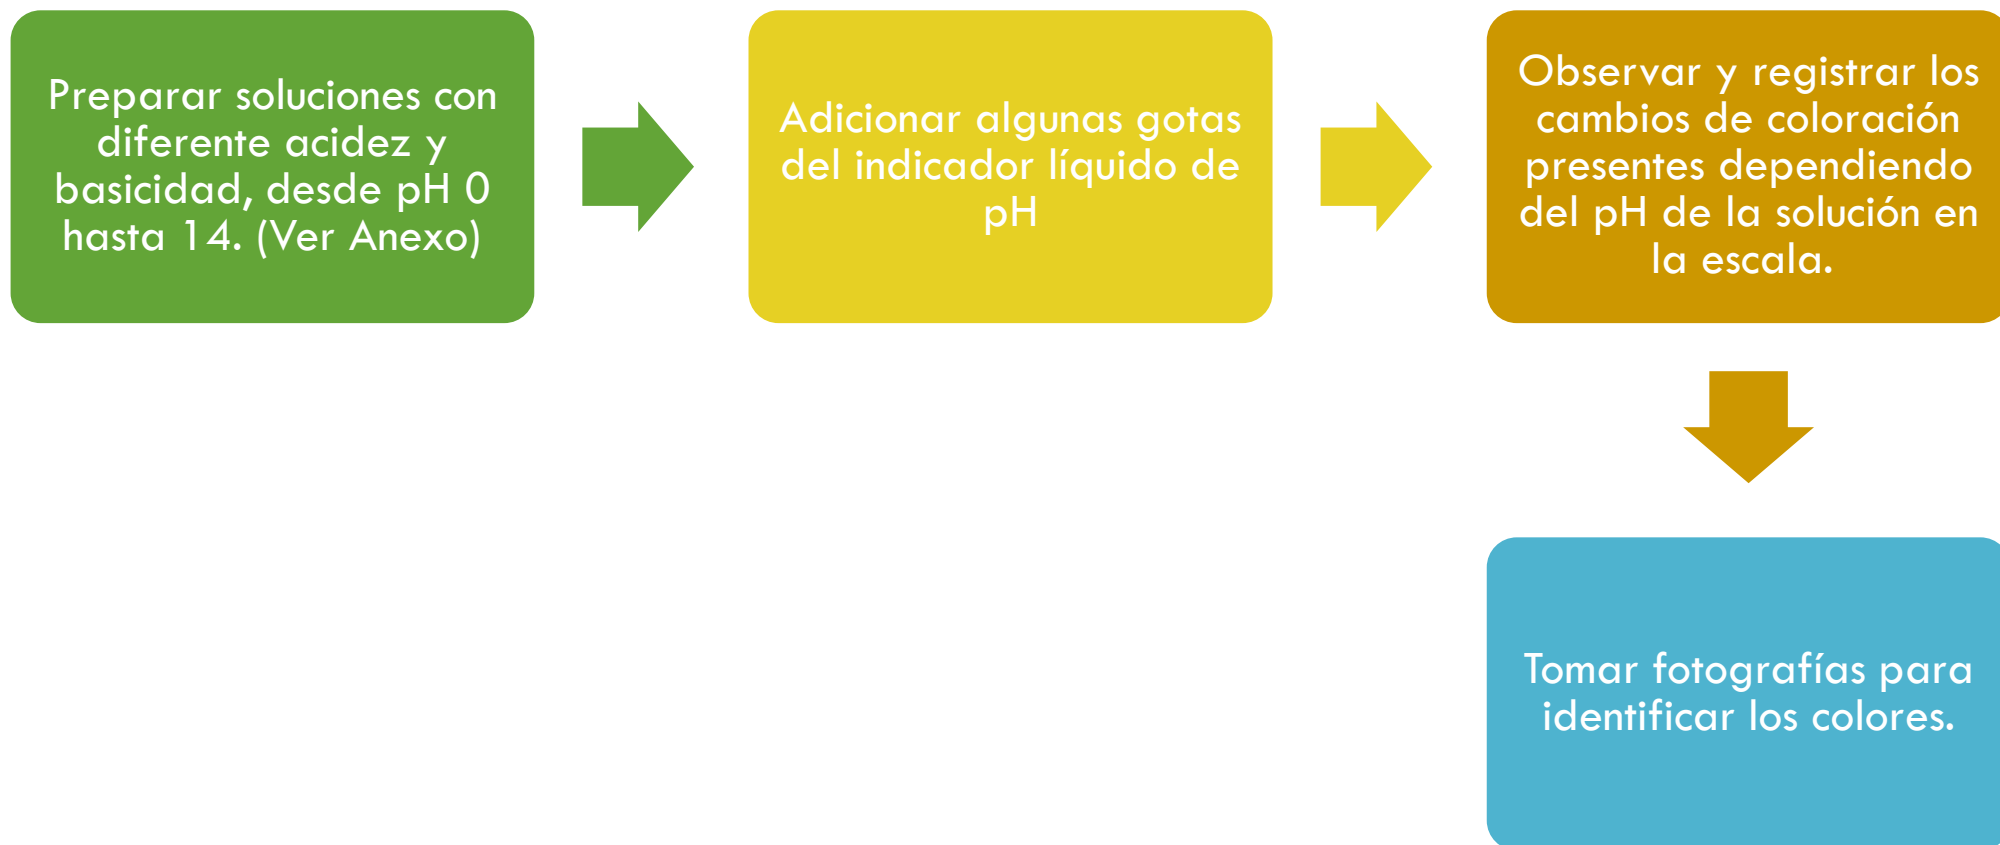 Preparar soluciones con
diferente acidez y
basicidad, desde pH 0
hasta 14. (Ver Anexo)
Adicionar algunas gotas
del indicador líquido de
pH
Observar y registrar los
cambios de coloración
presentes dependiendo
del pH de la solución en
la escala.
Tomar fotografías para
identificar los colores.